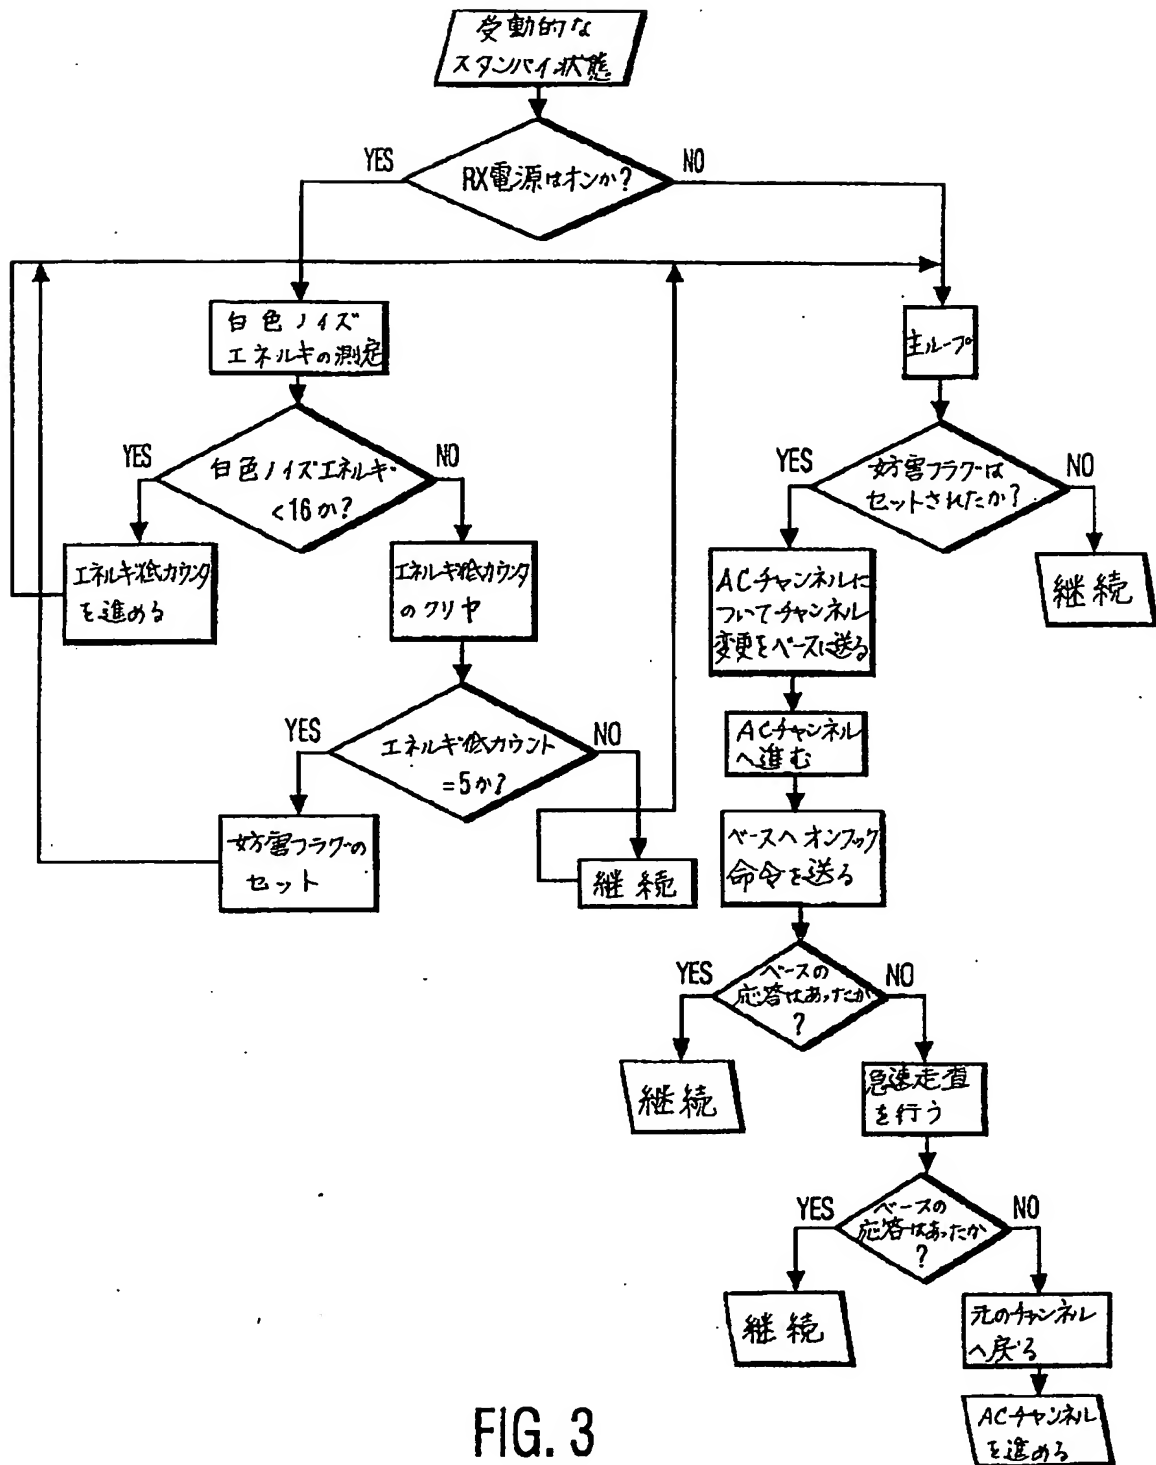 受動的な
スタンバイ状態
RX電源はオンか?
YES
NO
白色ノイズ
エネルギの測定
主ループ
白色ノイズエネルギ
<16か?
YES
NO
妨害フラグは
セットされたか?
YES
NO
エネルギ低カウンタ
を進める
エネルギ低カウンタ
のクリヤ
ACチャンネルに
ついてチャンネル
変更をベースに送る
継続
エネルギ低カウント
=5か?
YES
NO
ACチャンネル
へ進む
妨害フラグの
セット
継続
ベースへオンフック
命令を送る
ベースの
応答はあったか
?
YES
NO
継続
急速走査
を行う
ベースの
応答はあったか
?
YES
NO
継続
元のチャンネル
へ戻る
ACチャンネル
を進める
FIG. 3